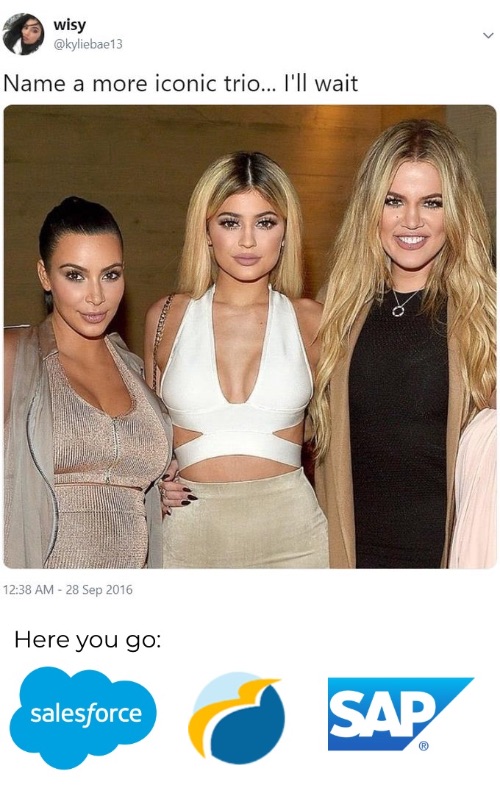 wisy
@kyliebae13
Name a more iconic trio... I'll wait
12:38 AM - 28 Sep 2016
Here you go:
salesforce
SAP
®